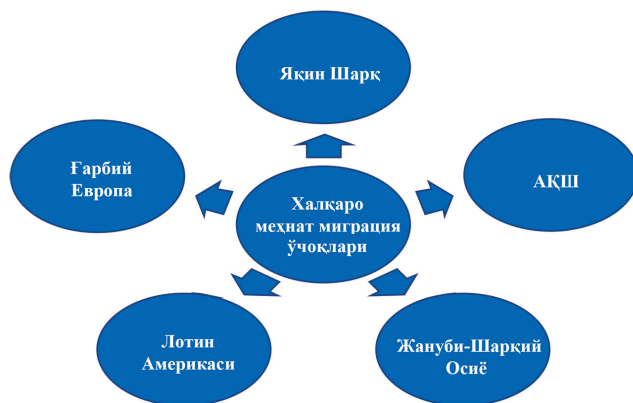 Яқин Шарқ
Ғарбий
Европа
АҚШ
Халқаро
меҳнат миграция
ўчоқлари
Лотин
Америкаси
Жануби-Шарқий
Осиё